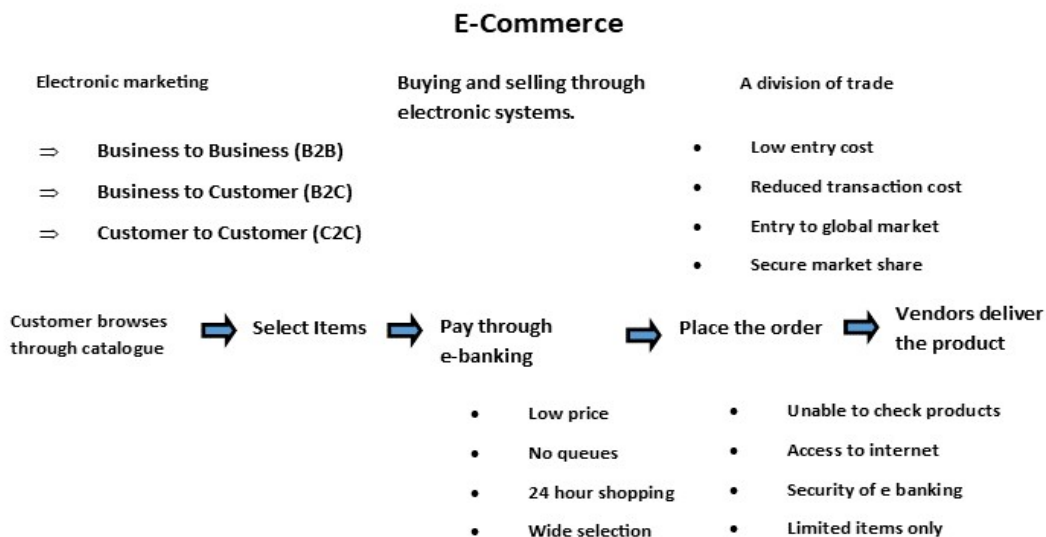 E-Commerce
Electronic marketing
Buying and selling through
electronic systems.
A division of trade
⇒ Business to Business (B2B)
⇒ Business to Customer (B2C)
⇒ Customer to Customer (C2C)
• Low entry cost
• Reduced transaction cost
• Entry to global market
• Secure market share
Customer browses
through catalogue
Select Items
Pay through
e-banking
Place the order
Vendors deliver
the product
• Low price
• No queues
• 24 hour shopping
• Wide selection
• Unable to check products
• Access to internet
• Security of e banking
• Limited items only